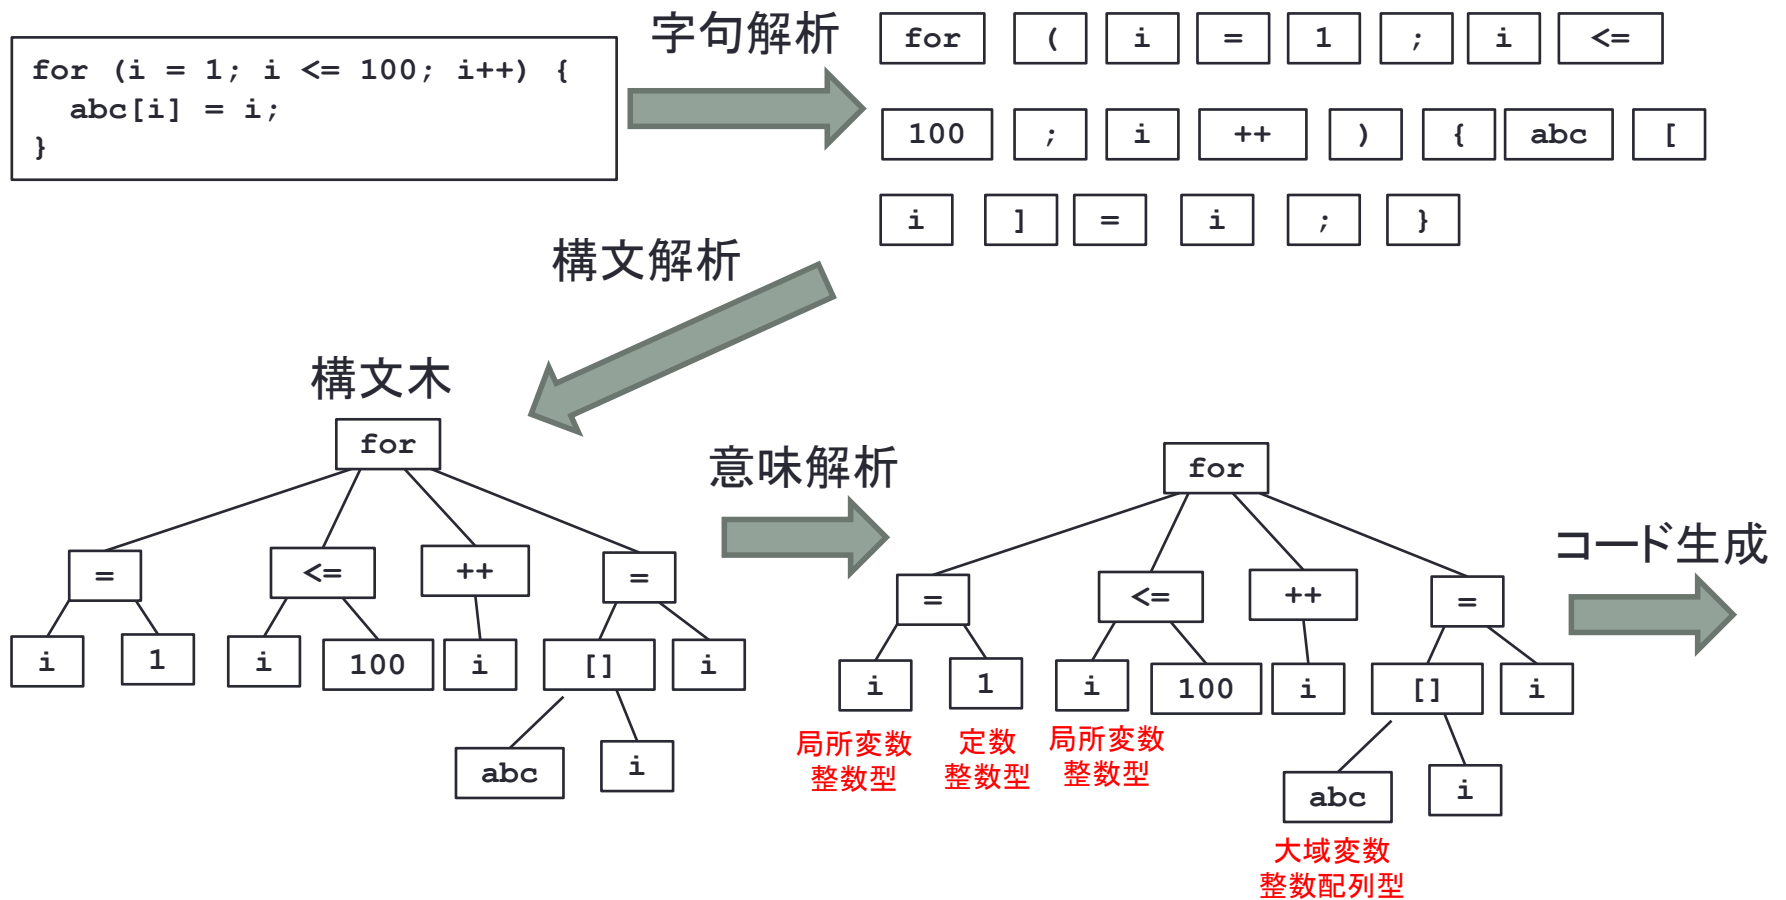 for (i = 1; i <= 100; i++) {
abc[i] = i;
}
字句解析
for ( i = 1 ; i <=
100 ; i ++ ) { abc [
i ] = i ; }
構文解析
構文木
for
= <= ++ =
i 1 i 100 i [] i
abc i
意味解析
for
= <= ++ =
i 1 i 100 i [] i
局所変数 定数 局所変数
整数型 整数型 整数型
abc i
大域変数
整数配列型
コード生成